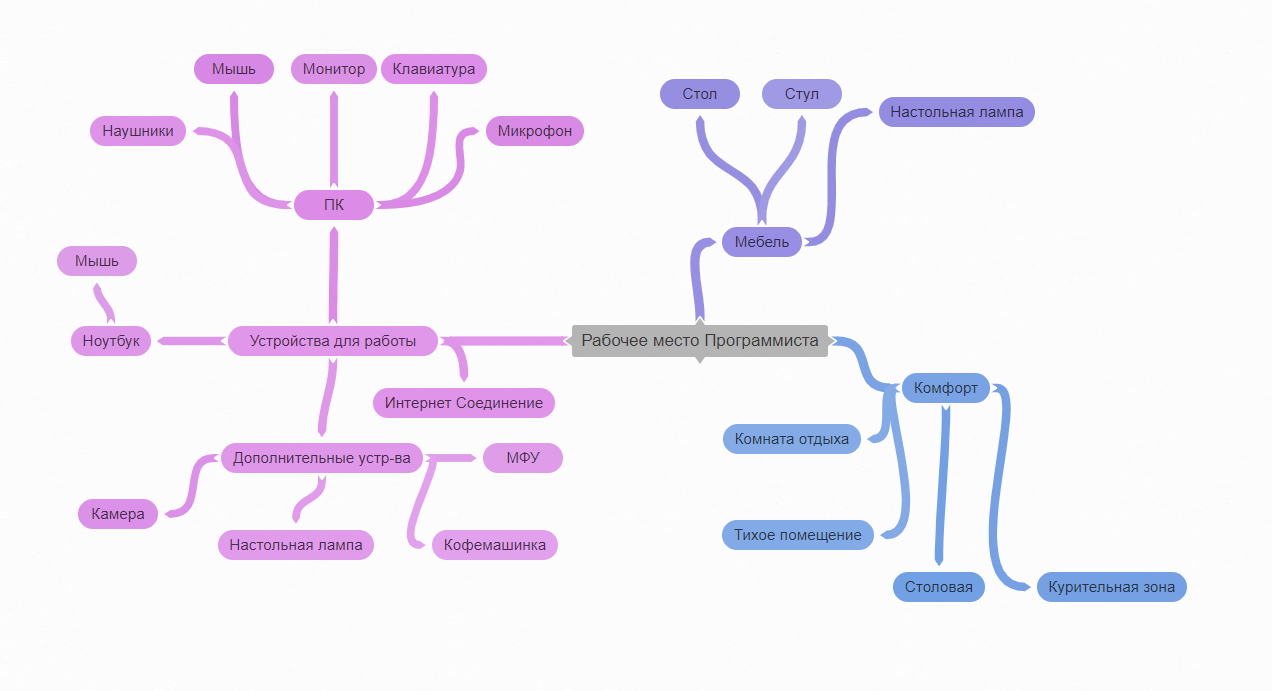 Мышь
Монитор
Клавиатура
Стол
Стул
Настольная лампа
Наушники
Микрофон
ПК
Мебель
Мышь
Ноутбук
Устройства для работы
Рабочее место Программиста
Комфорт
Интернет Соединение
Комната отдыха
Дополнительные устр-ва
МФУ
Камера
Тихое помещение
Настольная лампа
Кофемашинка
Столовая
Курительная зона